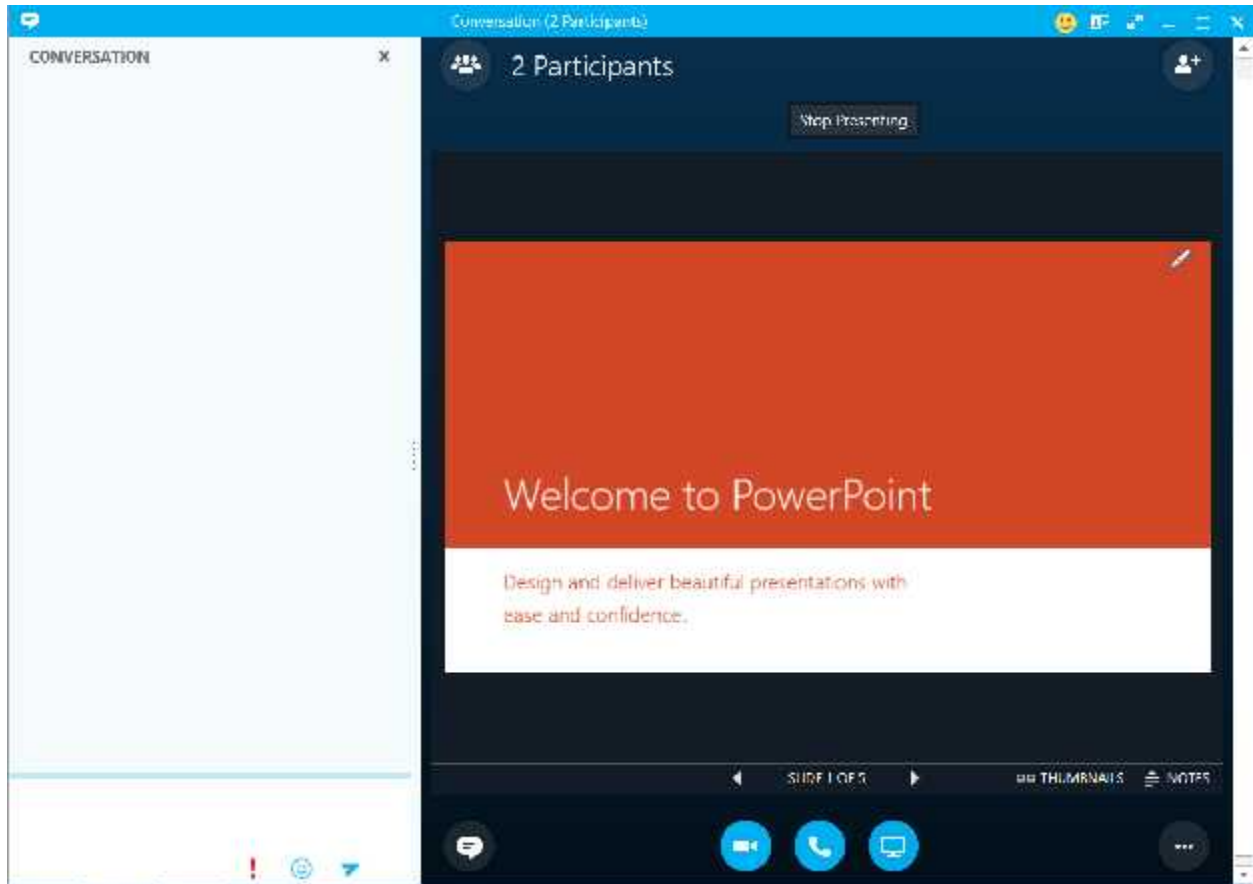 Conversation (2 Participants)
CONVERSATION
2 Participants
Stop Presenting
Welcome to PowerPoint
Design and deliver beautiful presentations with
ease and confidence.
SLIDE 1 OF 5
THUMBNAILS
NOTES